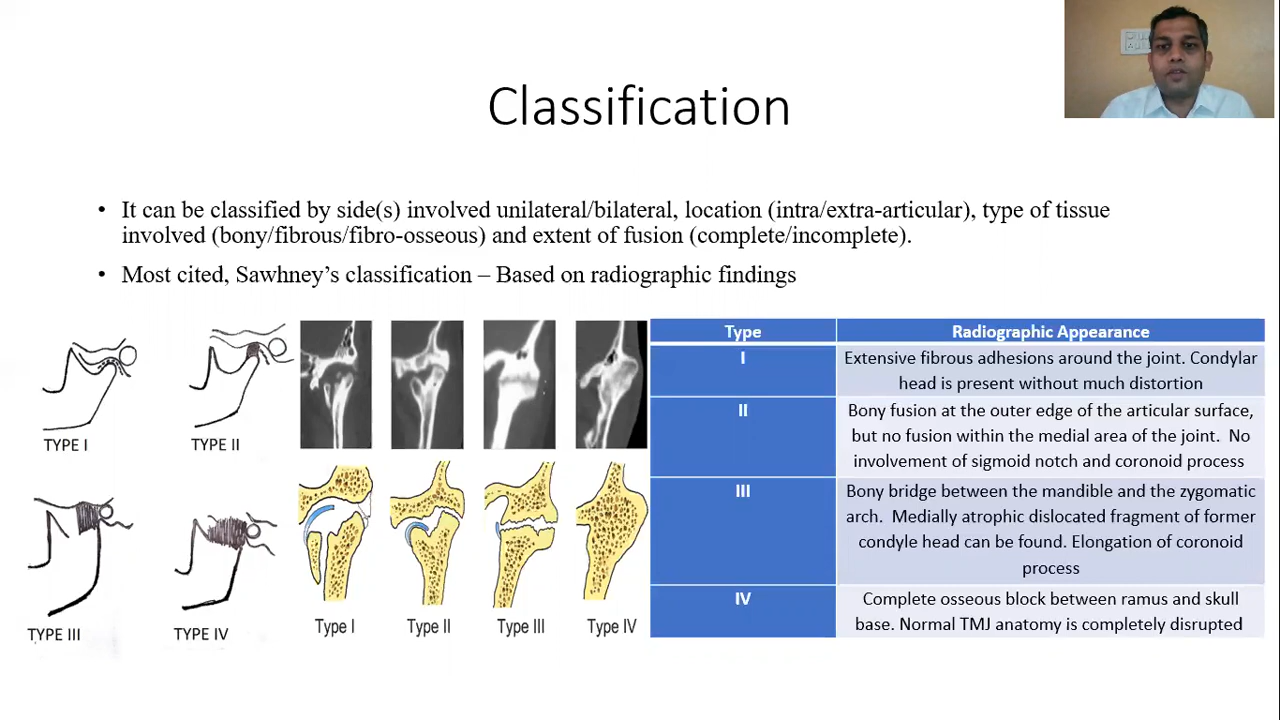 Classification
• It can be classified by side(s) involved unilateral/bilateral, location (intra/extra-articular), type of tissue
involved (bony/fibrous/fibro-osseous) and extent of fusion (complete/incomplete).
• Most cited, Sawhney’s classification – Based on radiographic findings
TYPE I
TYPE II
TYPE III
TYPE IV
Type I
Type II
Type III
Type IV
Type
Radiographic Appearance
I
Extensive fibrous adhesions around the joint. Condylar
head is present without much distortion
II
Bony fusion at the outer edge of the articular surface,
but no fusion within the medial area of the joint. No
involvement of sigmoid notch and coronoid process
III
Bony bridge between the mandible and the zygomatic
arch. Medially atrophic dislocated fragment of former
condyle head can be found. Elongation of coronoid
process
IV
Complete osseous block between ramus and skull
base. Normal TMJ anatomy is completely disrupted